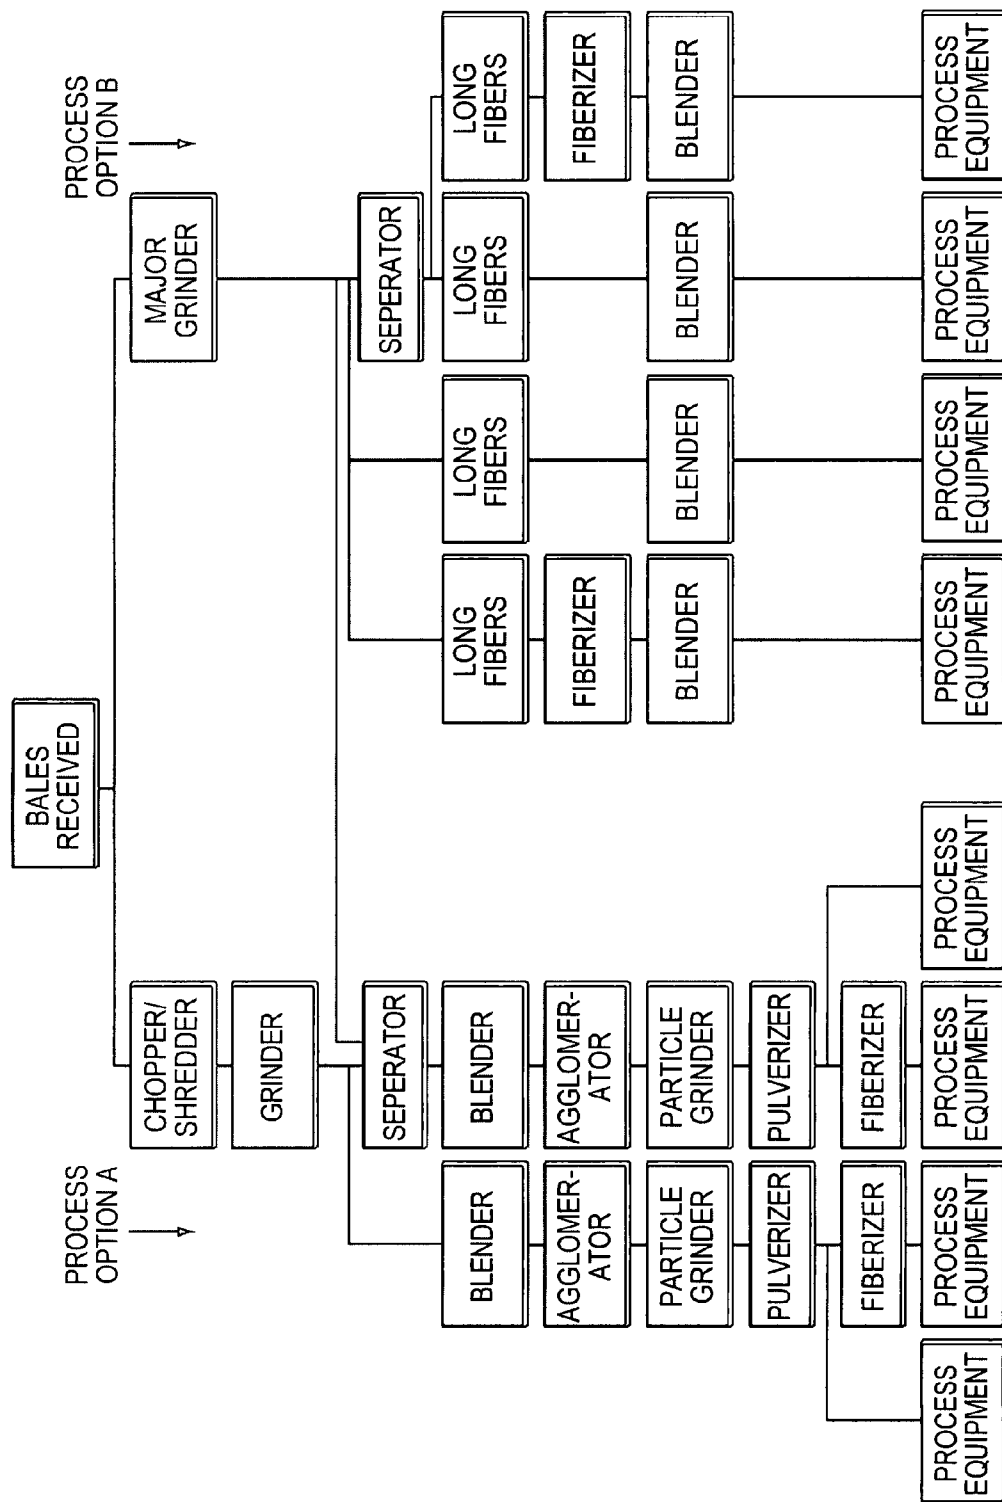 BALES
RECEIVED
PROCESS
OPTION A
PROCESS
OPTION B
CHOPPER/
SHREDDER
MAJOR
GRINDER
GRINDER
SEPERATOR
SEPERATOR
BLENDER
BLENDER
LONG
FIBERS
LONG
FIBERS
LONG
FIBERS
LONG
FIBERS
AGGLOMER-
ATOR
AGGLOMER-
ATOR
FIBERIZER
FIBERIZER
PARTICLE
GRINDER
PARTICLE
GRINDER
BLENDER
BLENDER
BLENDER
BLENDER
PULVERIZER
PULVERIZER
FIBERIZER
FIBERIZER
PROCESS
EQUIPMENT
PROCESS
EQUIPMENT
PROCESS
EQUIPMENT
PROCESS
EQUIPMENT
PROCESS
EQUIPMENT
PROCESS
EQUIPMENT
PROCESS
EQUIPMENT
PROCESS
EQUIPMENT